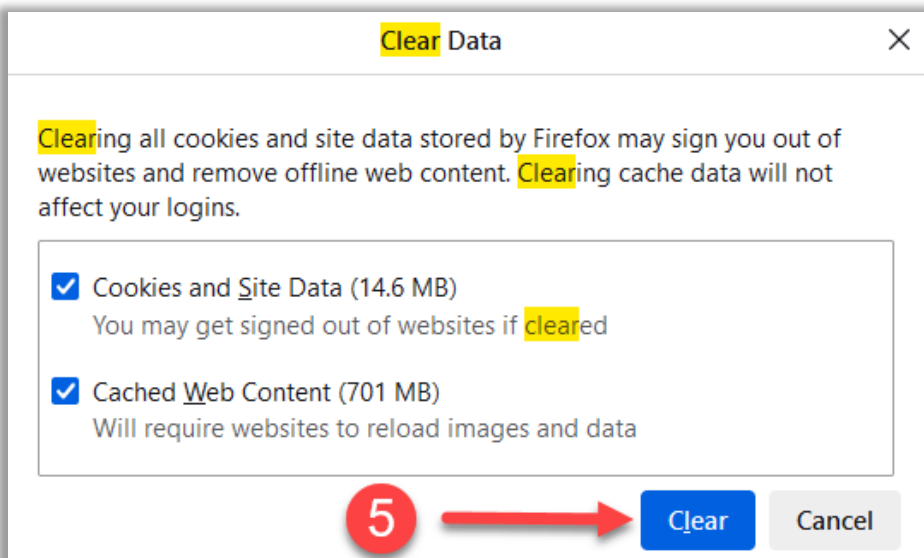 Clear Data
Clearing all cookies and site data stored by Firefox may sign you out of
websites and remove offline web content. Clearing cache data will not
affect your logins.
Cookies and Site Data (14.6 MB)
You may get signed out of websites if cleared
Cached Web Content (701 MB)
Will require websites to reload images and data
5 Clear Cancel